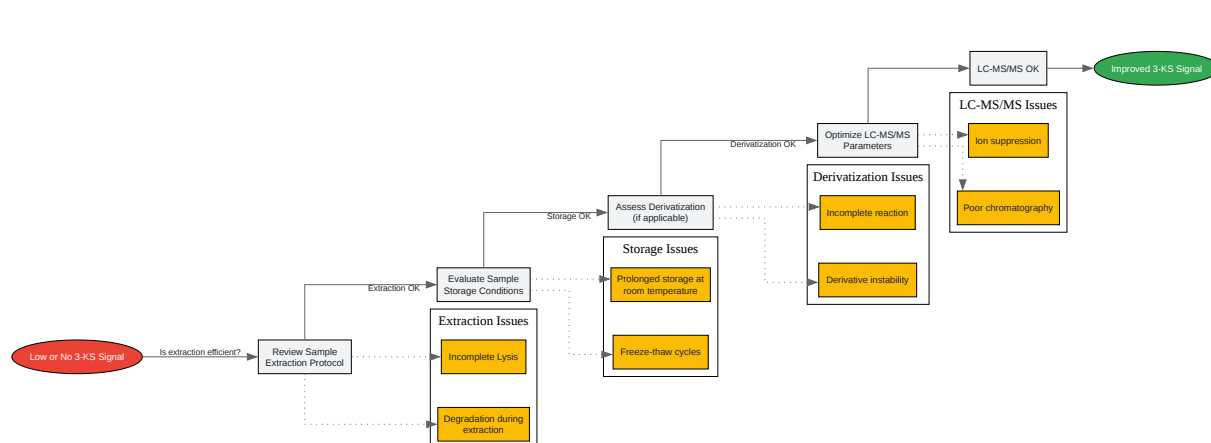 Low or No 3-KS Signal
Is extraction efficient?
Review Sample
Extraction Protocol
Extraction OK
Extraction Issues
Incomplete Lysis
Degradation during
extraction
Evaluate Sample
Storage Conditions
Storage OK
Storage Issues
Prolonged storage at
room temperature
Freeze-thaw cycles
Assess Derivatization
(if applicable)
Derivatization OK
Derivatization Issues
Incomplete reaction
Derivative instability
Optimize LC-MS/MS
Parameters
LC-MS/MS Issues
Ion suppression
Poor chromatography
LC-MS/MS OK
Improved 3-KS Signal